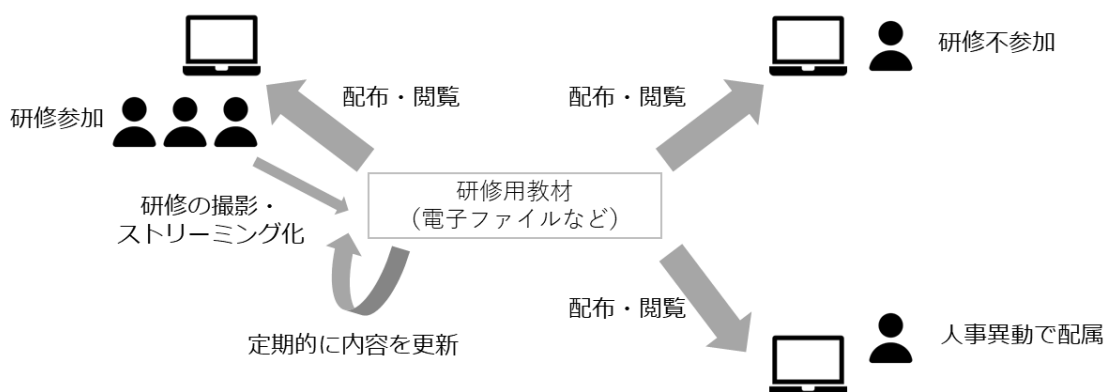 研修参加
配布・閲覧
配布・閲覧
研修不参加
研修用教材
（電子ファイルなど）
研修の撮影・
ストリーミング化
定期的に内容を更新
配布・閲覧
人事異動で配属